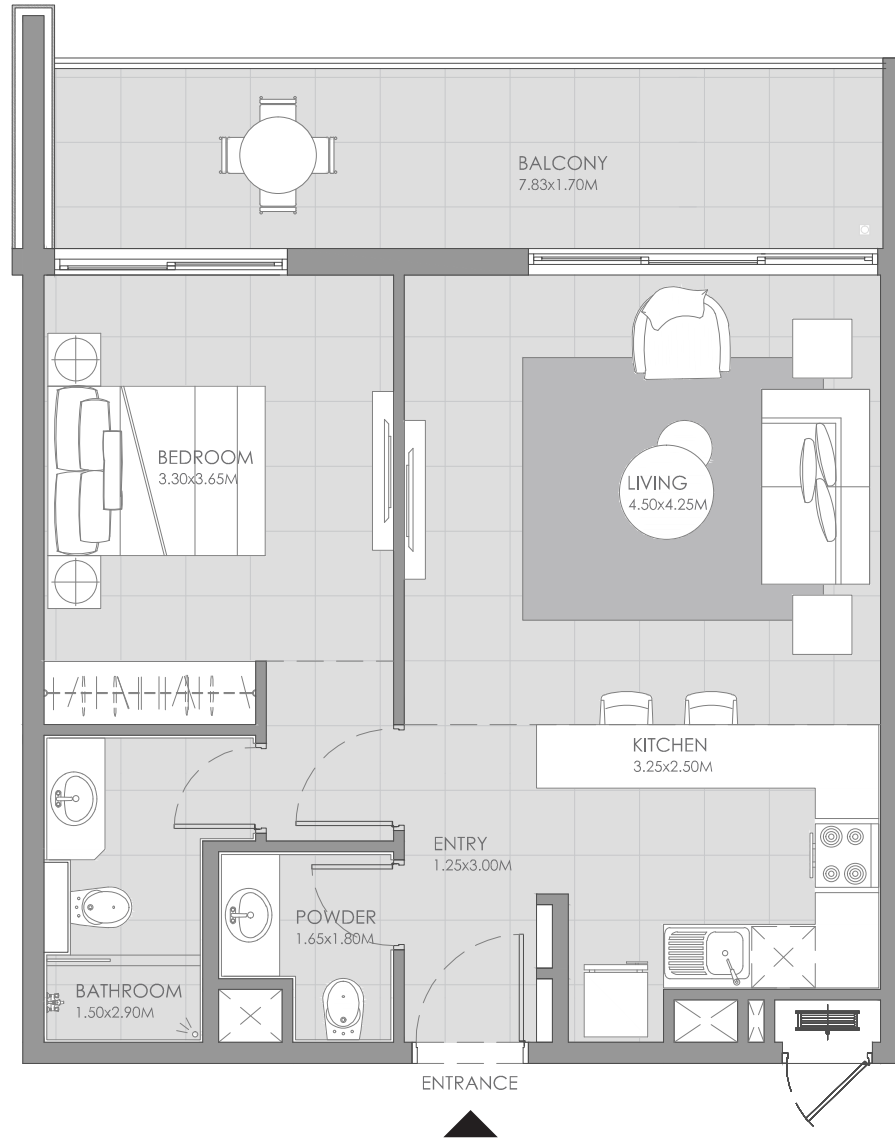 BALCONY
7.83x1.70M
BEDROOM
3.30x3.65M
LIVING
4.50x4.25M
KITCHEN
3.25x2.50M
ENTRY
1.25x3.00M
POWDER
1.65x1.80M
BATHROOM
1.50x2.90M
ENTRANCE